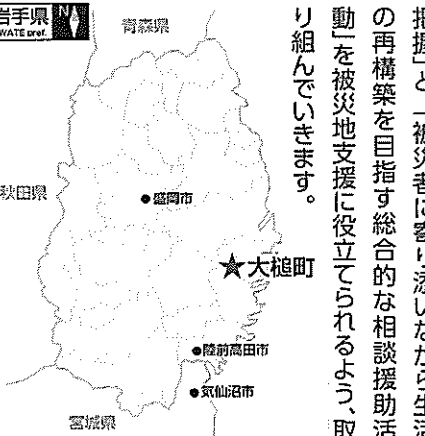 把握」と、「被災者に寄り添いながら生活
の再構築を目指す総合的な相談援助活
動」を被災地支援に役立てられるよう、取
り組んでいきます。
岩手県
IWATE pref.
N
青森県
秋田県
盛岡市
大槌町
陸前高田市
気仙沼市
宮城県